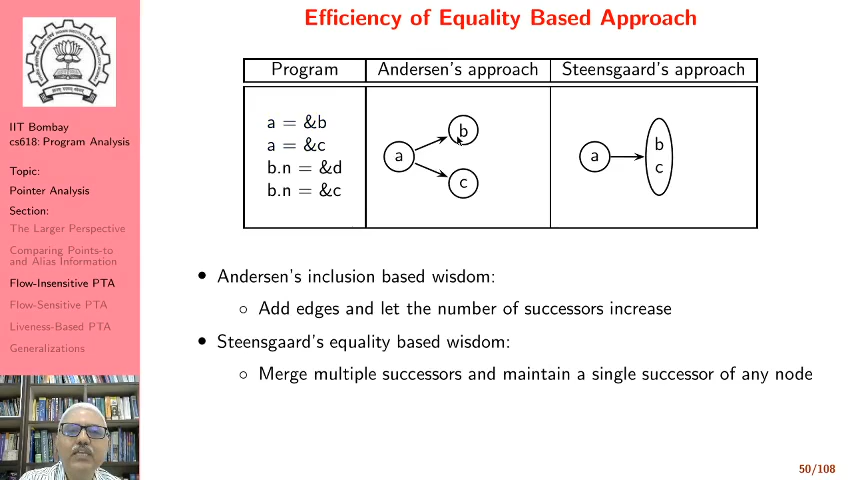 Efficiency of Equality Based Approach
IIT Bombay
cs618: Program Analysis
Topic:
Pointer Analysis
Section:
The Larger Perspective
Comparing Points-to
and Alias Information
Flow-Insensitive PTA
Flow-Sensitive PTA
Liveness-Based PTA
Generalizations
Program Andersen's approach Steensgaard's approach
a = &b
a = &c
b.n = &d
b.n = &c
a
b
c
a
b
c
• Andersen's inclusion based wisdom:
◦ Add edges and let the number of successors increase
• Steensgaard's equality based wisdom:
◦ Merge multiple successors and maintain a single successor of any node
50/108